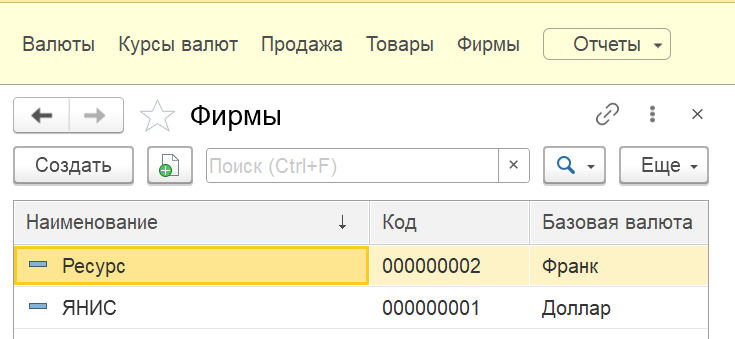 Валюты Курсы валют Продажа Товары Фирмы Отчеты
Фирмы
Создать Поиск (Ctrl+F) × Еще
Наименование ↓ Код Базовая валюта
Ресурс 000000002 Франк
ЯНИС 000000001 Доллар